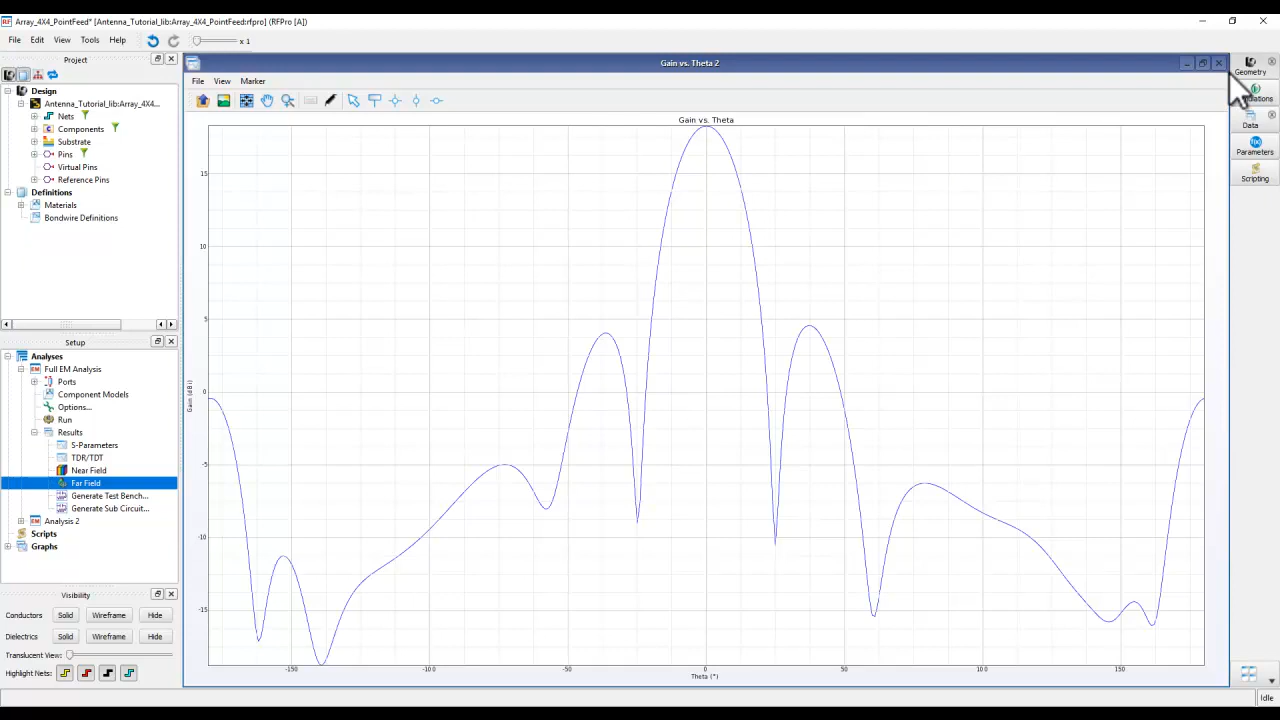 Array_4X4_PointFeed* [Antenna_Tutorial_lib:Array_4X4_PointFeed:rfpro] (RFPro [A])
File Edit View Tools Help x 1
Project
Design
Antenna_Tutorial_lib:Array_4X4...
Nets
Components
Substrate
Pins
Virtual Pins
Reference Pins
Definitions
Materials
Bondwire Definitions
Setup
Analyses
Full EM Analysis
Ports
Component Models
Options...
Run
Results
S-Parameters
TDR/TDT
Near Field
Far Field
Generate Test Bench...
Generate Sub Circuit...
Analysis 2
Scripts
Graphs
Visibility
Conductors Solid Wireframe Hide
Dielectrics Solid Wireframe Hide
Translucent View:
Highlight Nets:
Gain vs. Theta 2
File View Marker
Gain vs. Theta
15
10
5
0
-5
-10
-15
Gain (dBi)
-150 -100 -50 0 50 100 150
Theta (°)
Geometry
Data
Parameters
f(x)
Scripting
Idle